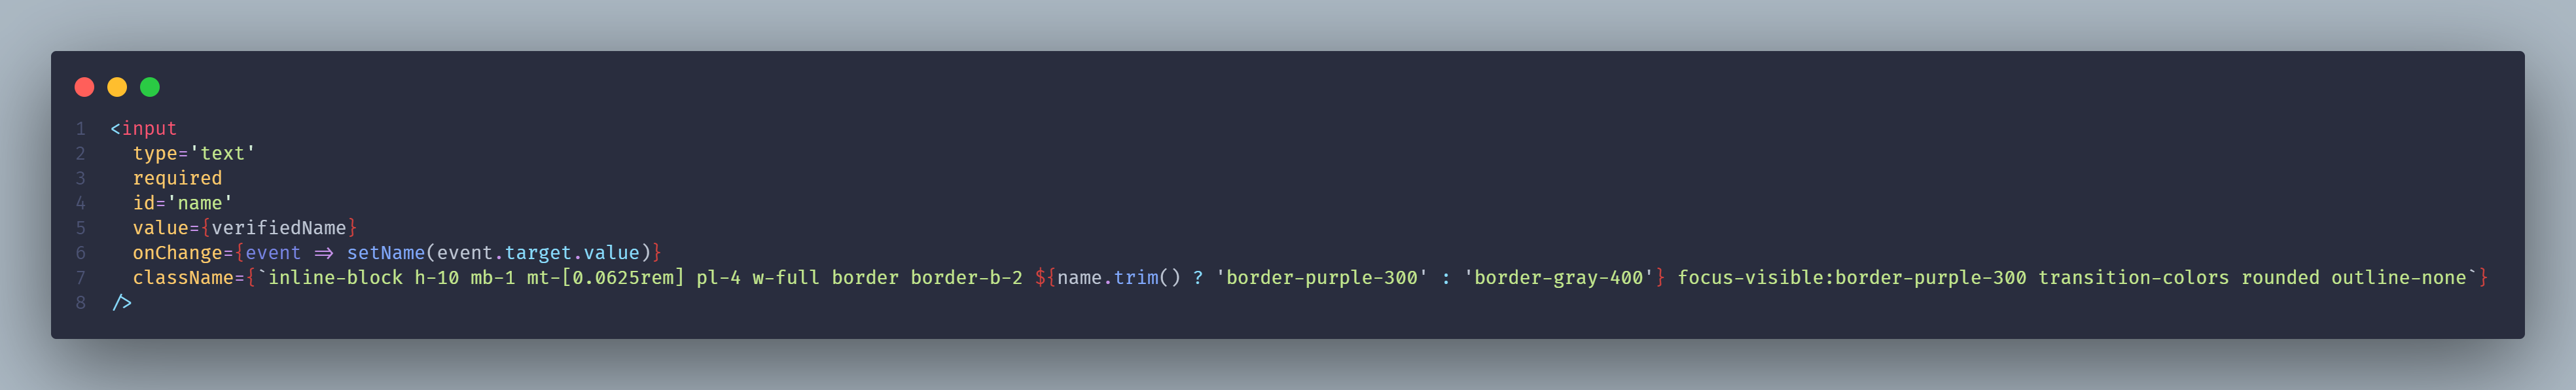 1 <input
2 type='text'
3 required
4 id='name'
5 value={verifiedName}
6 onChange={event => setName(event.target.value)}
7 className={`inline-block h-10 mb-1 mt-[0.0625rem] pl-4 w-full border border-b-2 ${name.trim() ? 'border-purple-300' : 'border-gray-400'} focus-visible:border-purple-300 transition-colors rounded outline-none`}
8 />